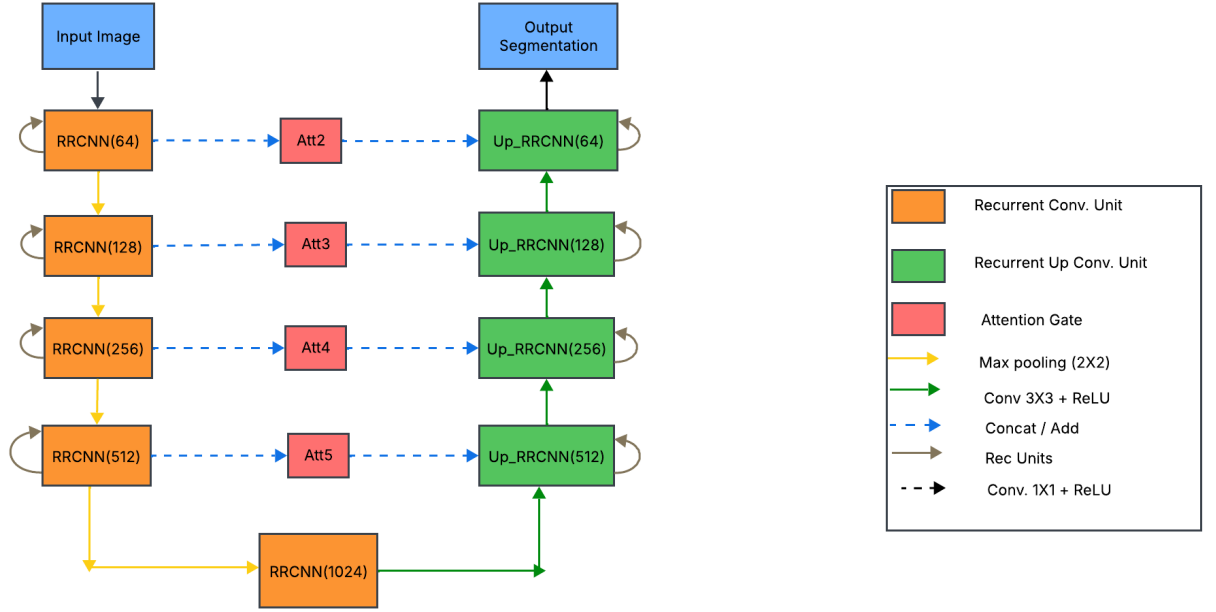 Input Image
Output
Segmentation
RRCNN(64)
Att2
Up_RRCNN(64)
RRCNN(128)
Att3
Up_RRCNN(128)
RRCNN(256)
Att4
Up_RRCNN(256)
RRCNN(512)
Att5
Up_RRCNN(512)
RRCNN(1024)
Recurrent Conv. Unit
Recurrent Up Conv. Unit
Attention Gate
Max pooling (2X2)
Conv 3X3 + ReLU
Concat / Add
Rec Units
Conv. 1X1 + ReLU